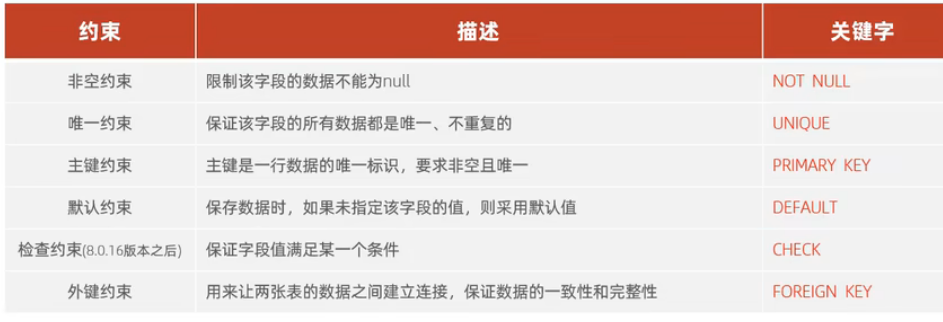 约束 描述 关键字
非空约束 限制该字段的数据不能为null NOT NULL
唯一约束 保证该字段的所有数据都是唯一、不重复的 UNIQUE
主键约束 主键是一行数据的唯一标识，要求非空且唯一 PRIMARY KEY
默认约束 保存数据时，如果未指定该字段的值，则采用默认值 DEFAULT
检查约束(8.0.16版本之后) 保证字段值满足某一个条件 CHECK
外键约束 用来让两张表的数据之间建立连接，保证数据的一致性和完整性 FOREIGN KEY